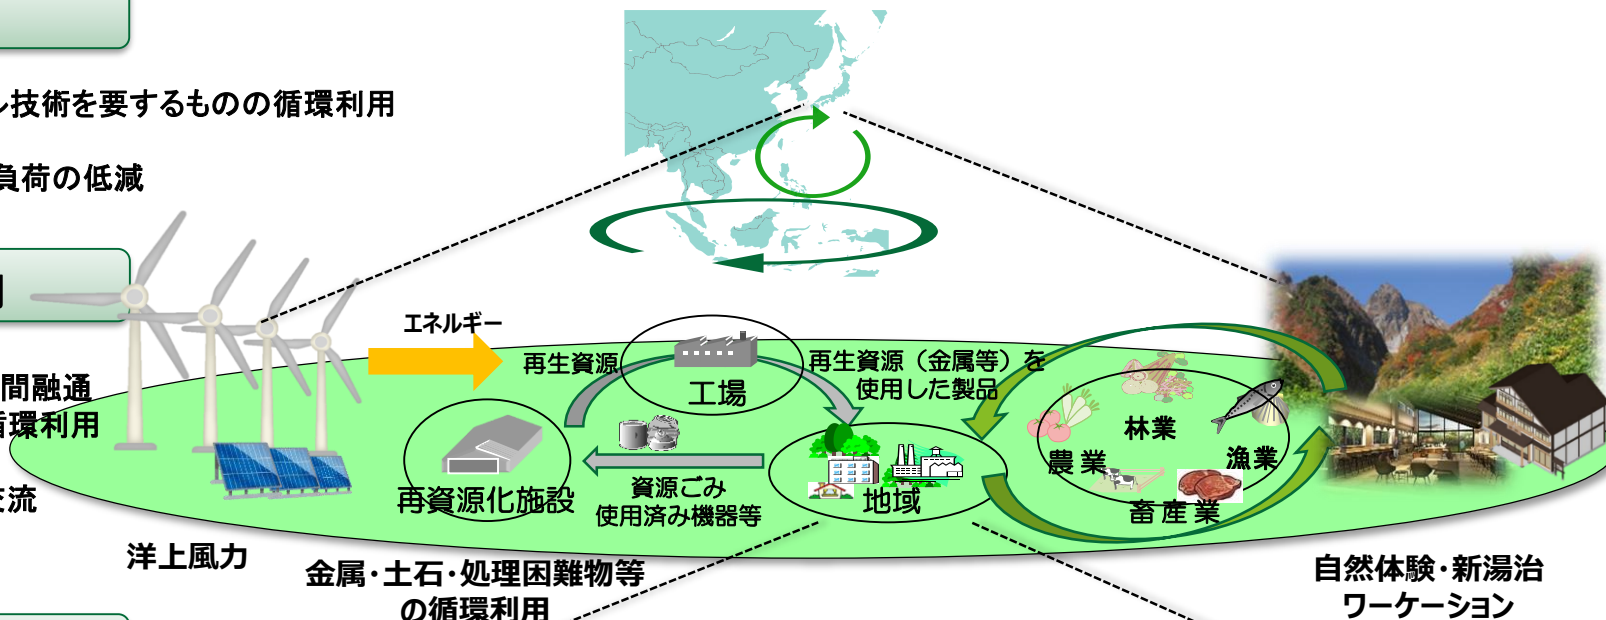 技術を要するものの循環利用
負荷の低減
間融通
循環利用
交流
エネルギー
再生資源
工場
再生資源（金属等）を
使用した製品
再資源化施設
資源ごみ
使用済み機器等
地域
林業
農業
漁業
畜産業
洋上風力
金属・土石・処理困難物等
の循環利用
自然体験・新湯治
ワーケーション